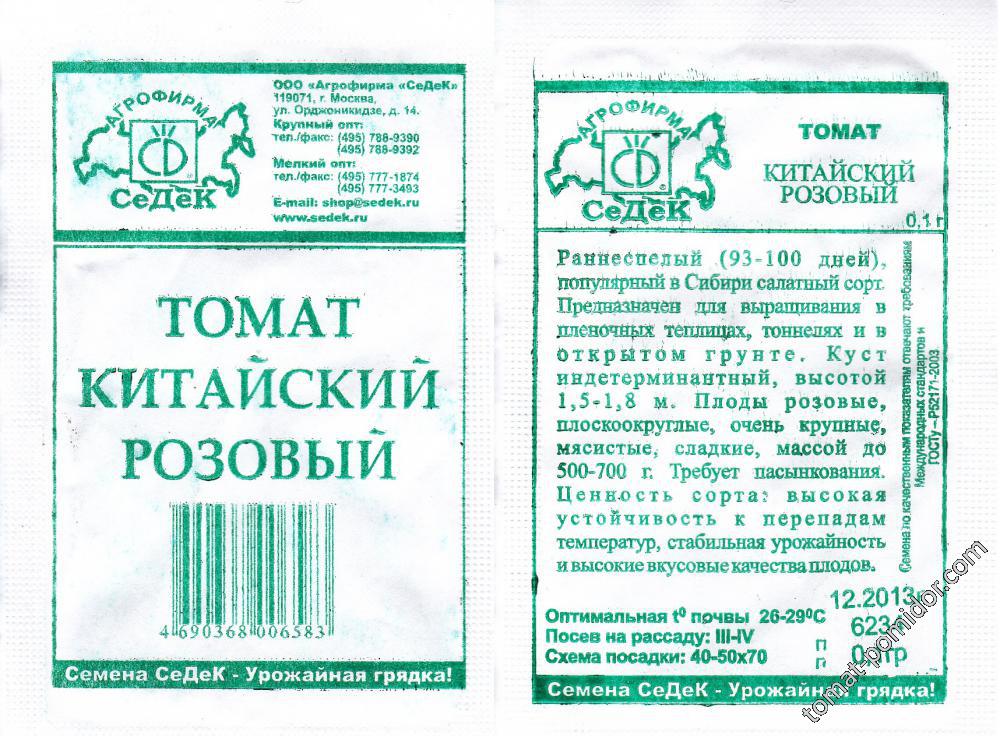 АГРОФИРМА
СФ
®
СеДеК
ООО «Агрофирма «СеДеК»
119071, г. Москва,
ул. Орджоникидзе, д. 14.
Крупный опт:
тел./факс: (495) 788-9390
(495) 788-9392
Мелкий опт:
тел./факс: (495) 777-1874
(495) 777-3493
E-mail: shop@sedek.ru
www.sedek.ru
ТОМАТ
КИТАЙСКИЙ
РОЗОВЫЙ
4 690368 006583
Семена СеДеК - Урожайная грядка!
АГРОФИРМА
СФ
®
СеДеК
ТОМАТ
КИТАЙСКИЙ
РОЗОВЫЙ
0,1 г
Раннеспелый (93-100 дней),
популярный в Сибири салатный сорт.
Предназначен для выращивания в
пленочных теплицах, тоннелях и в
открытом грунте. Куст
индетерминантный, высотой
1,5-1,8 м. Плоды розовые,
плоскоокруглые, очень крупные,
мясистые, сладкие, массой до
500-700 г. Требует пасынкования.
Ценность сорта: высокая
устойчивость к перепадам
температур, стабильная урожайность
и высокие вкусовые качества плодов.
Семена по качественным показателям отвечают требованиям
Международных стандартов и
ГОСТу – Р52171-2003
Оптимальная t⁰ почвы 26-29⁰С
Посев на рассаду: III-IV
Схема посадки: 40-50х70
12.2013г
п
п
Семена СеДеК - Урожайная грядка!
tomat-pomidor.com